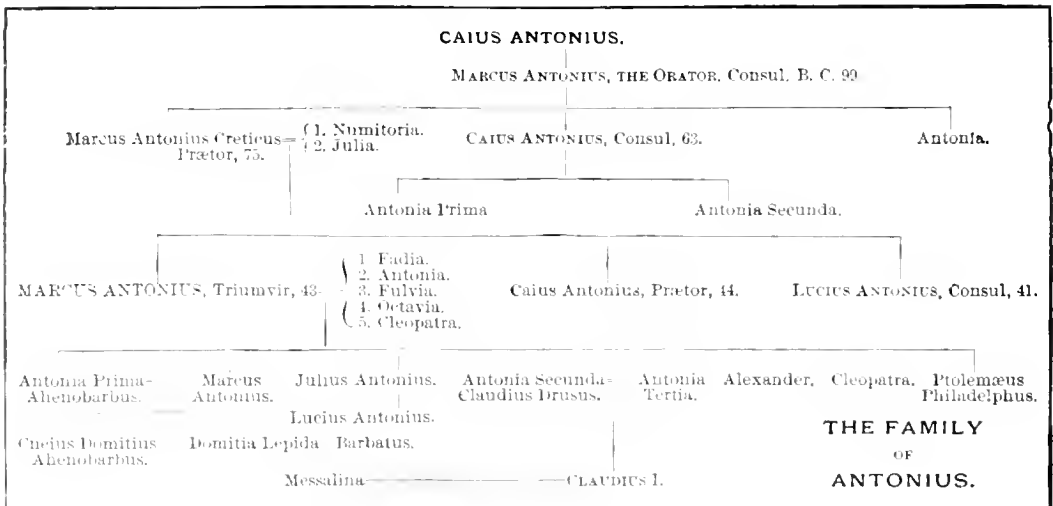 CAIUS ANTONIUS.
MARCUS ANTONIUS, THE ORATOR. Consul. B. C. 99
Marcus Antonius Creticus=
Prætor, 75.
1. Numitoria.
2. Julia.
CAIUS ANTONIUS, Consul, 63.
Antonia.
Antonia Prima
Antonia Secunda.
MARCUS ANTONIUS, Triumvir, 43-
1 Fadia.
2. Antonia.
3. Fulvia.
4. Octavia.
5. Cleopatra.
Caius Antonius, Prætor, 44.
LUCIUS ANTONIUS, Consul, 41.
Antonia Prima=
Ahenobarbus.
Marcus
Antonius.
Julius Antonius.
Antonia Secunda=
Claudius Drusus.
Antonia
Tertia.
Alexander.
Cleopatra.
Ptolemæus
Philadelphus.
Lucius Antonius.
Cneius Domitius
Ahenobarbus.
Domitia Lepida
Barbatus.
Messalina
CLAUDIUS I.
THE FAMILY
OF
ANTONIUS.